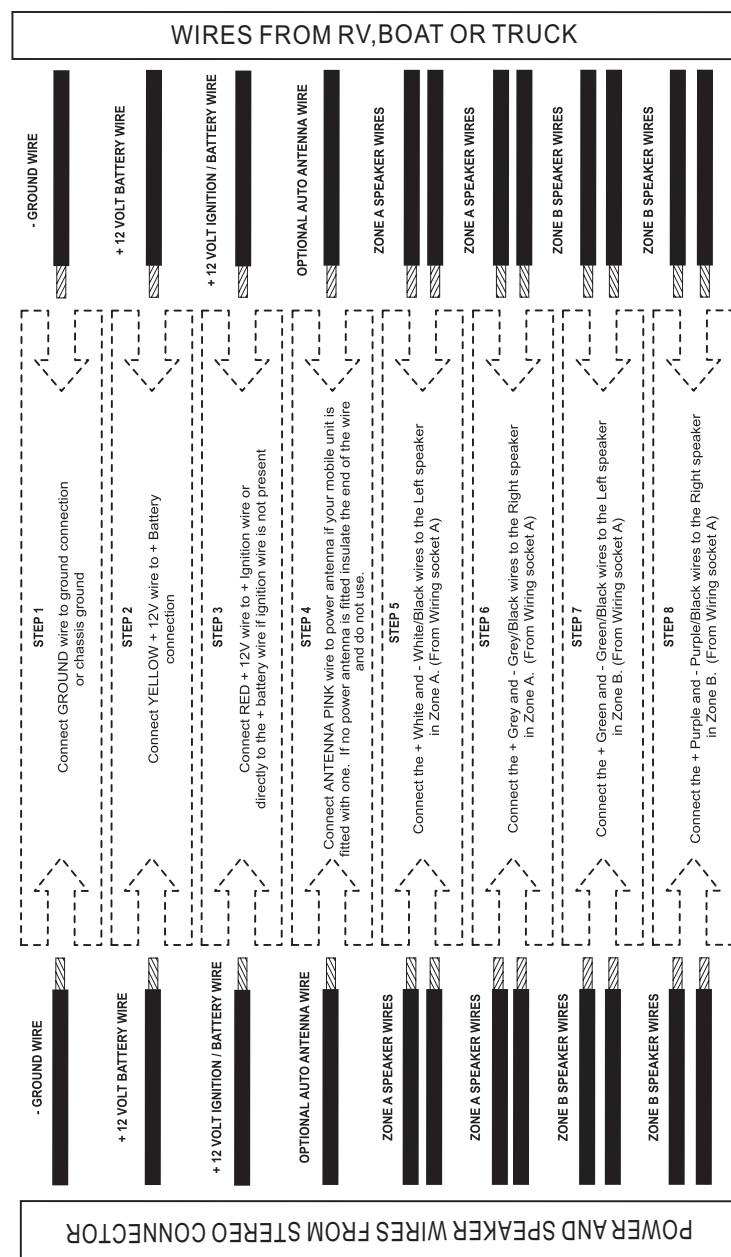 WIRES FROM RV,BOAT OR TRUCK
- GROUND WIRE
+ 12 VOLT BATTERY WIRE
+ 12 VOLT IGNITION / BATTERY WIRE
OPTIONAL AUTO ANTENNA WIRE
ZONE A SPEAKER WIRES
ZONE A SPEAKER WIRES
ZONE B SPEAKER WIRES
ZONE B SPEAKER WIRES
STEP 1
Connect GROUND wire to ground connection
or chassis ground
STEP 2
Connect YELLOW + 12V wire to + Battery
connection
STEP 3
Connect RED + 12V wire to + Ignition wire or
directly to the + battery wire if ignition wire is not present
STEP 4
Connect ANTENNA PINK wire to power antenna if your mobile unit is
fitted with one. If no power antenna is fitted insulate the end of the wire
and do not use.
STEP 5
Connect the + White and - White/Black wires to the Left speaker
in Zone A. (From Wiring socket A)
STEP 6
Connect the + Grey and - Grey/Black wires to the Right speaker
in Zone A. (From Wiring socket A)
STEP 7
Connect the + Green and - Green/Black wires to the Left speaker
in Zone B. (From Wiring socket A)
STEP 8
Connect the + Purple and - Purple/Black wires to the Right speaker
in Zone B. (From Wiring socket A)
- GROUND WIRE
+ 12 VOLT BATTERY WIRE
+ 12 VOLT IGNITION / BATTERY WIRE
OPTIONAL AUTO ANTENNA WIRE
ZONE A SPEAKER WIRES
ZONE A SPEAKER WIRES
ZONE B SPEAKER WIRES
ZONE B SPEAKER WIRES
POWER AND SPEAKER WIRES FROM STEREO CONNECTOR